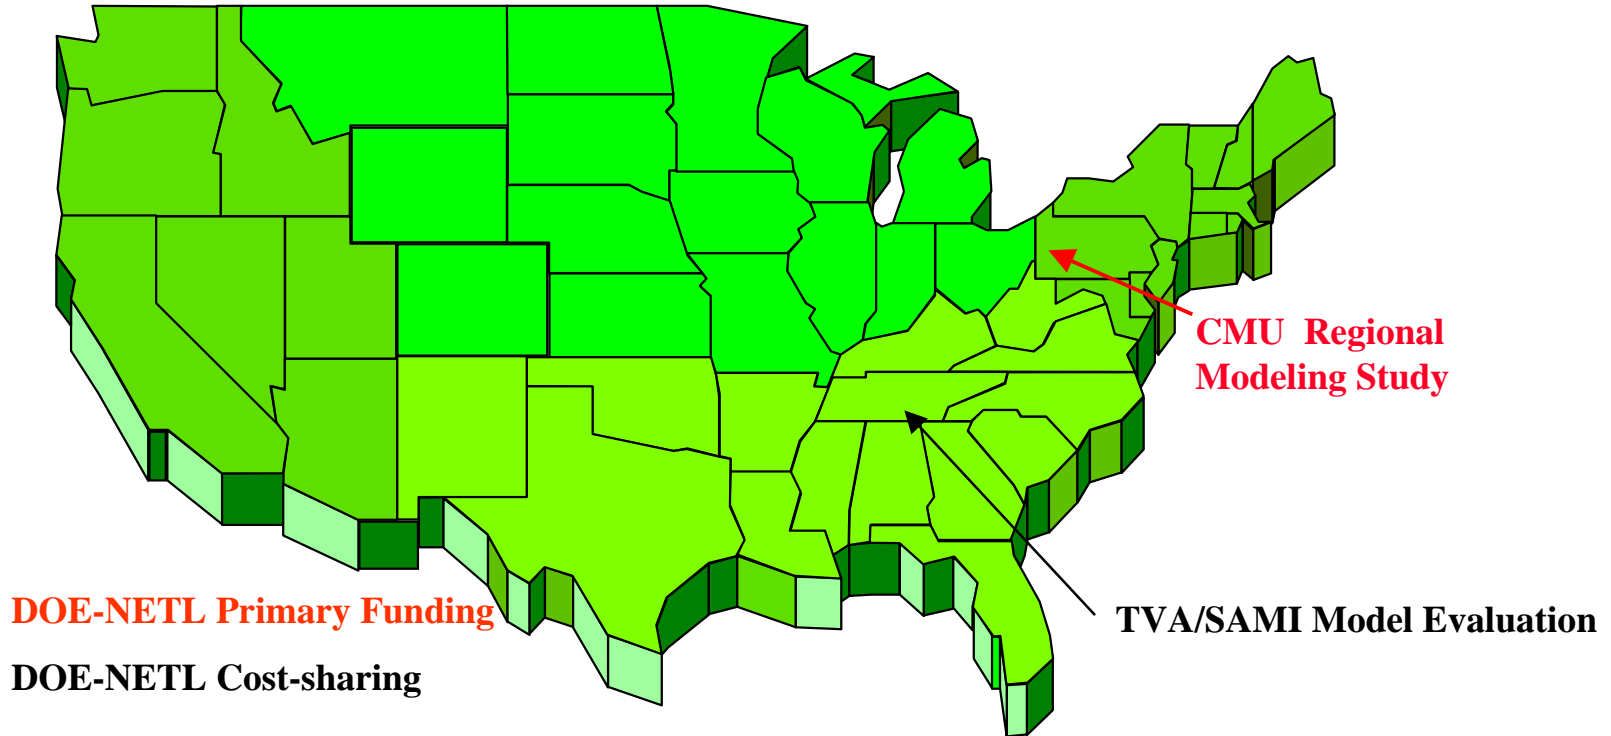 CMU Regional
Modeling Study
DOE-NETL Primary Funding
TVA/SAMI Model Evaluation
DOE-NETL Cost-sharing